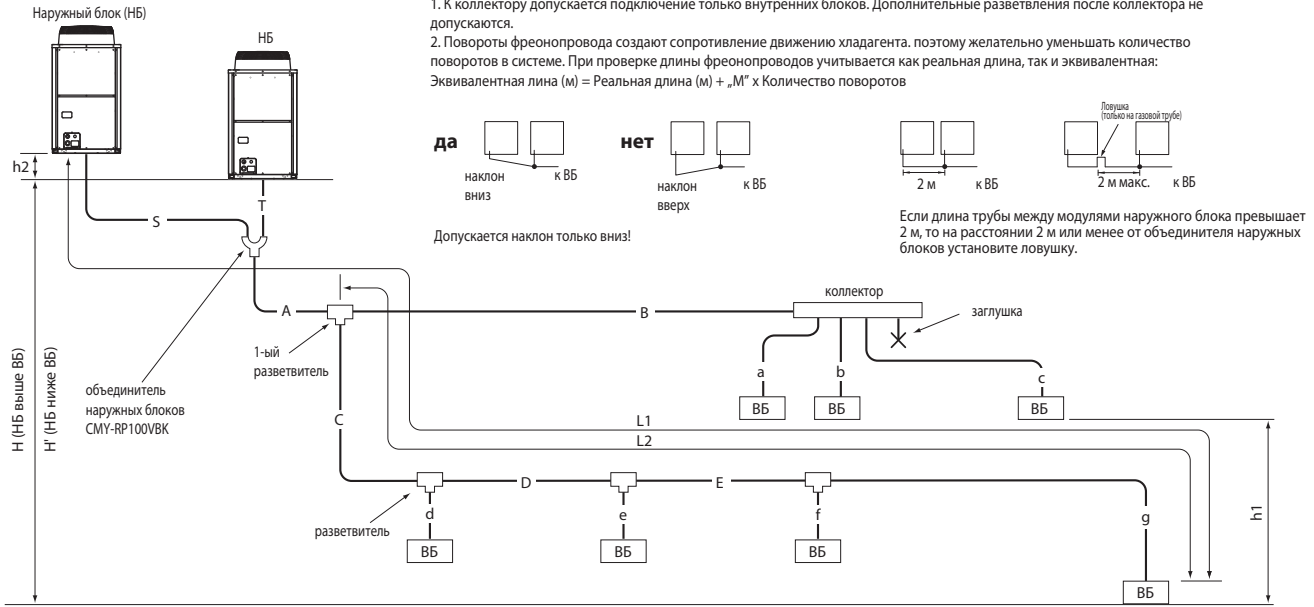 1. К коллектору допускается подключение только внутренних блоков. Дополнительные разветвления после коллектора не
допускаются.
2. Повороты фреонопровода создают сопротивление движению хладагента. поэтому желательно уменьшать количество
поворотов в системе. При проверке длины фреонопроводов учитывается как реальная длина, так и эквивалентная:
Эквивалентная лина (м) = Реальная длина (м) + „М” x Количество поворотов
Наружный блок (НБ)
НБ
h2
S
T
да
наклон
вниз
к ВБ
нет
наклон
вверх
к ВБ
Допускается наклон только вниз!
2 м
к ВБ
Ловушка
(только на газовой трубе)
2 м макс.
к ВБ
Если длина трубы между модулями наружного блока превышает
2 м, то на расстоянии 2 м или менее от объединителя наружных
блоков установите ловушку.
A
B
коллектор
заглушка
1-ый
разветвитель
объединитель
наружных блоков
CMY-RP100VBK
H (НБ выше ВБ)
H' (НБ ниже ВБ)
a
b
c
ВБ
ВБ
ВБ
C
L1
L2
h1
D
E
разветвитель
d
e
f
g
ВБ
ВБ
ВБ
ВБ